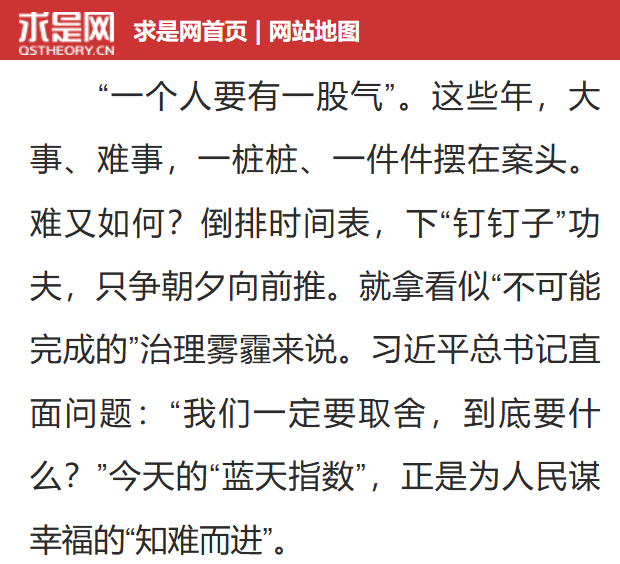 求是网 求是网首页 | 网站地图
QSTHEORY.CN
“一个人要有一股气”。这些年，大
事、难事，一桩桩、一件件摆在案头。
难又如何？倒排时间表，下“钉钉子”功
夫，只争朝夕向前推。就拿看似“不可能
完成的”治理雾霾来说。习近平总书记直
面问题：“我们一定要取舍，到底要什
么？”今天的“蓝天指数”，正是为人民谋
幸福的“知难而进”。